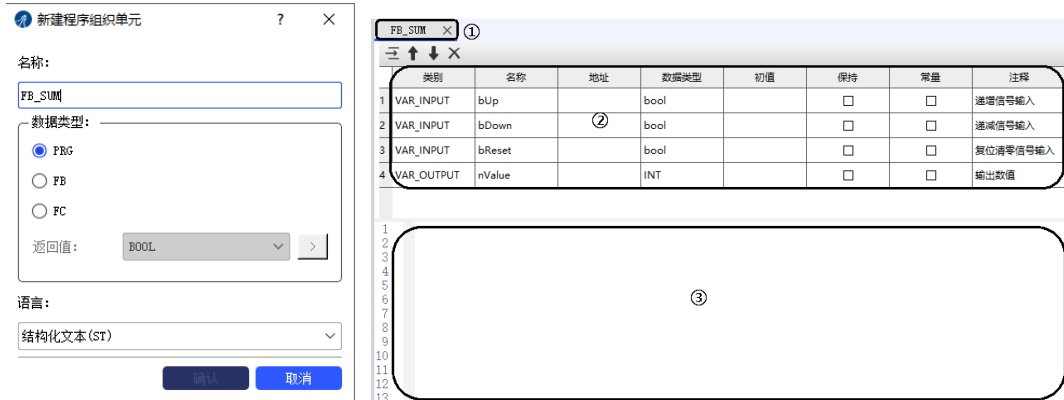 新建程序组织单元 ? ×
名称:
FB_SUM
数据类型:
PRG
FB
FC
返回值: BOOL >
语言:
结构化文本(ST)
确认 取消
FB_SUM × ①
类别 名称 地址 数据类型 初值 保持 常量 注释
1 VAR_INPUT bUp bool 递增信号输入
2 VAR_INPUT bDown bool 递减信号输入
3 VAR_INPUT bReset bool 复位清零信号输入
4 VAR_OUTPUT nValue INT 输出数值
②
1
2
3
4
5
6
7
8
9
10
11
12
13
③